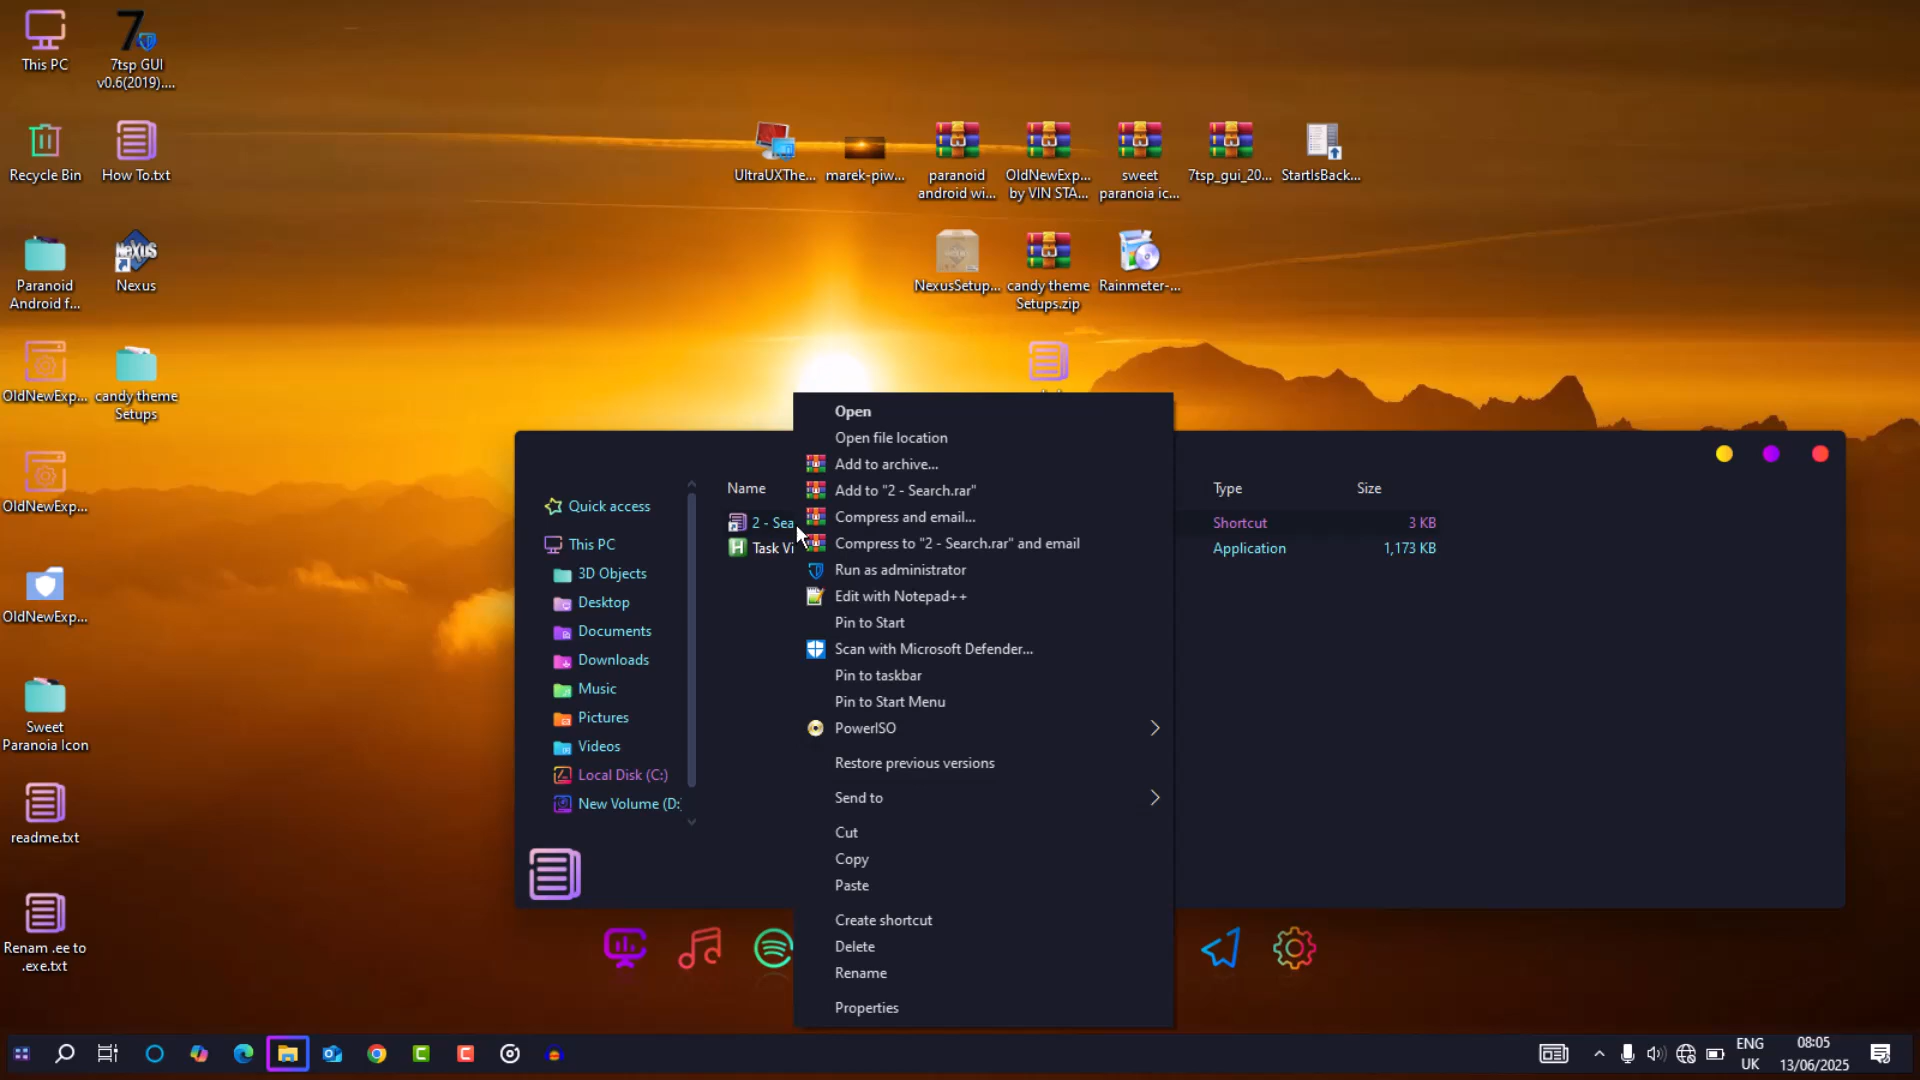 This PC
7tsp GUI
v0.6(2019)....
Recycle Bin
How To.txt
Paranoid
Android f...
NeXuS
Nexus
OldNewExp...
candy theme
Setups
OldNewExp...
OldNewExp...
Sweet
Paranoia Icon
readme.txt
Renam .ee to
.exe.txt
UltraUXThe...
marek-piw...
paranoid
android wi...
OldNewExp...
by VIN STA...
sweet
paranoia ic...
7tsp_gui_20...
StartIsBack...
NexusSetup...
candy theme
Setups.zip
Rainmeter-...
Quick access
This PC
3D Objects
Desktop
Documents
Downloads
Music
Pictures
Videos
Local Disk (C:)
New Volume (D:
Name
Type
Size
2 - Sea
Shortcut
3 KB
Task Vi
Application
1,173 KB
Open
Open file location
Add to archive...
Add to "2 - Search.rar"
Compress and email...
Compress to "2 - Search.rar" and email
Run as administrator
Edit with Notepad++
Pin to Start
Scan with Microsoft Defender...
Pin to taskbar
Pin to Start Menu
PowerISO
Restore previous versions
Send to
Cut
Copy
Paste
Create shortcut
Delete
Rename
Properties
ENG
UK
08:05
13/06/2025